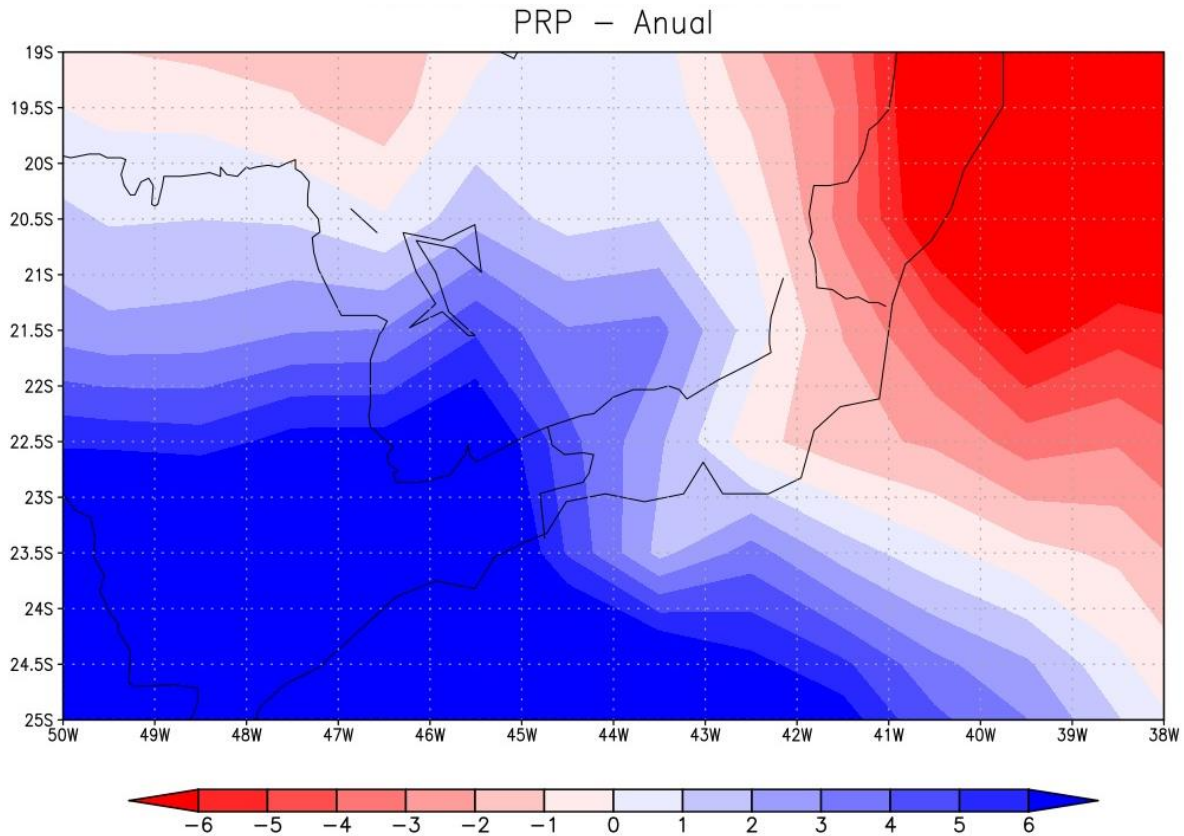 PRP – Anual
19S
19.5S
20S
20.5S
21S
21.5S
22S
22.5S
23S
23.5S
24S
24.5S
25S
50W 49W 48W 47W 46W 45W 44W 43W 42W 41W 40W 39W 38W
-6 -5 -4 -3 -2 -1 0 1 2 3 4 5 6